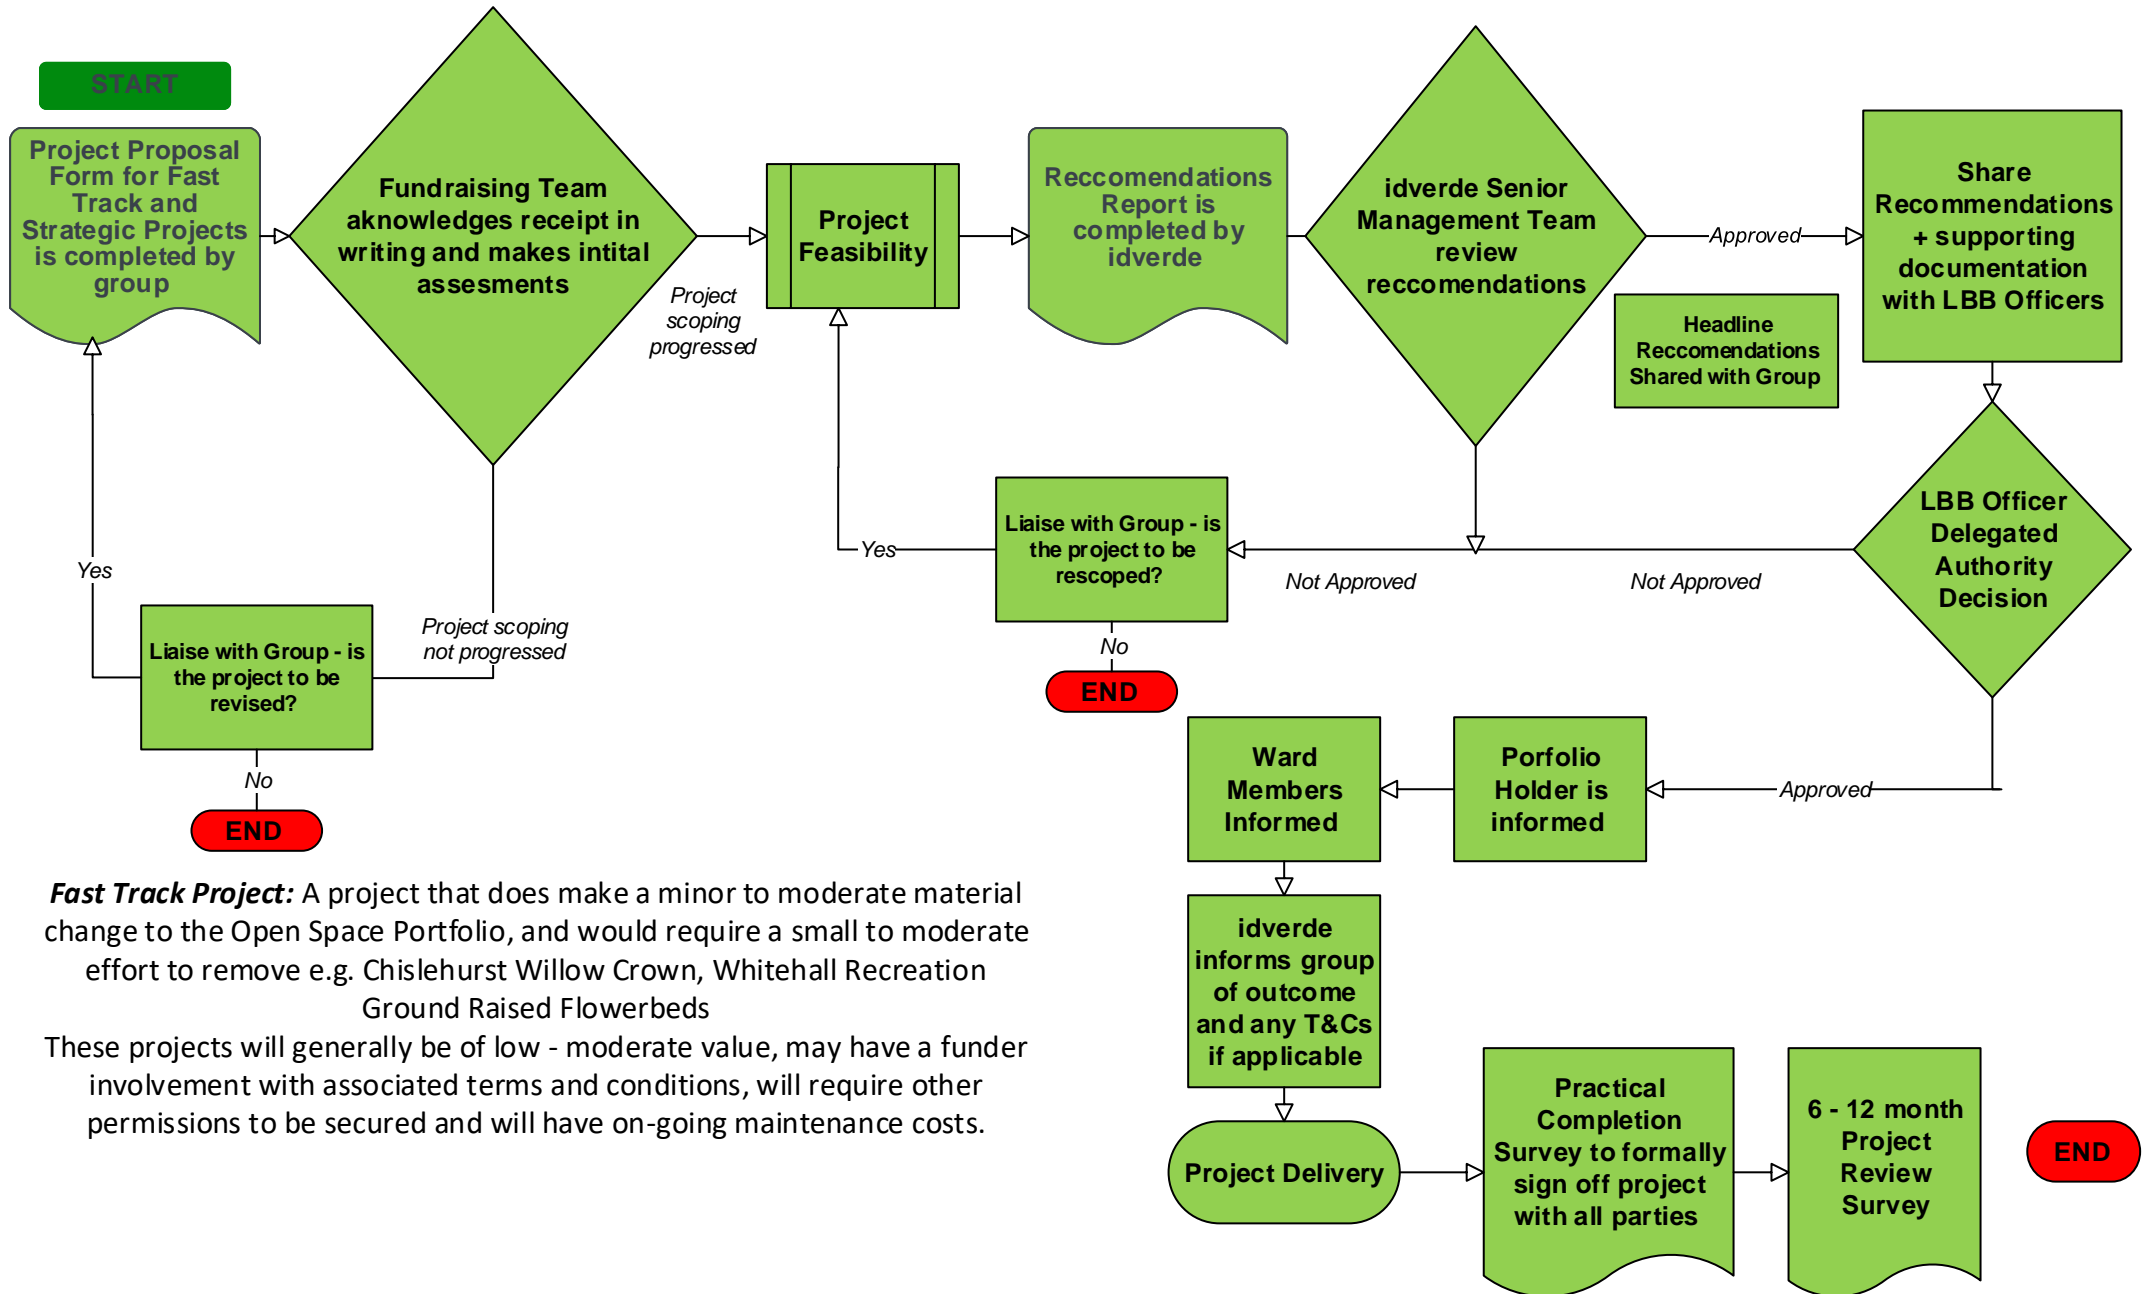 START
Project Proposal
Form for Fast
Track and
Strategic Projects
is completed by
group
Fundraising Team
aknowledges receipt in
writing and makes intital
assesments
Project
scoping
progressed
Project
Feasibility
Reccomendations
Report is
completed by
idverde
idverde Senior
Management Team
review
reccomendations
Approved
Share
Recommendations
+ supporting
documentation
with LBB Officers
Headline
Reccomendations
Shared with Group
Yes
Liaise with Group - is
the project to be
revised?
Project scoping
not progressed
No
END
Yes
Liaise with Group - is
the project to be
rescoped?
Not Approved
Not Approved
No
END
LBB Officer
Delegated
Authority
Decision
Approved
Porfolio
Holder is
informed
Ward
Members
Informed
idverde
informs group
of outcome
and any T&Cs
if applicable
Project Delivery
Practical
Completion
Survey to formally
sign off project
with all parties
6 - 12 month
Project
Review
Survey
END
Fast Track Project: A project that does make a minor to moderate material
change to the Open Space Portfolio, and would require a small to moderate
effort to remove e.g. Chislehurst Willow Crown, Whitehall Recreation
Ground Raised Flowerbeds
These projects will generally be of low - moderate value, may have a funder
involvement with associated terms and conditions, will require other
permissions to be secured and will have on-going maintenance costs.